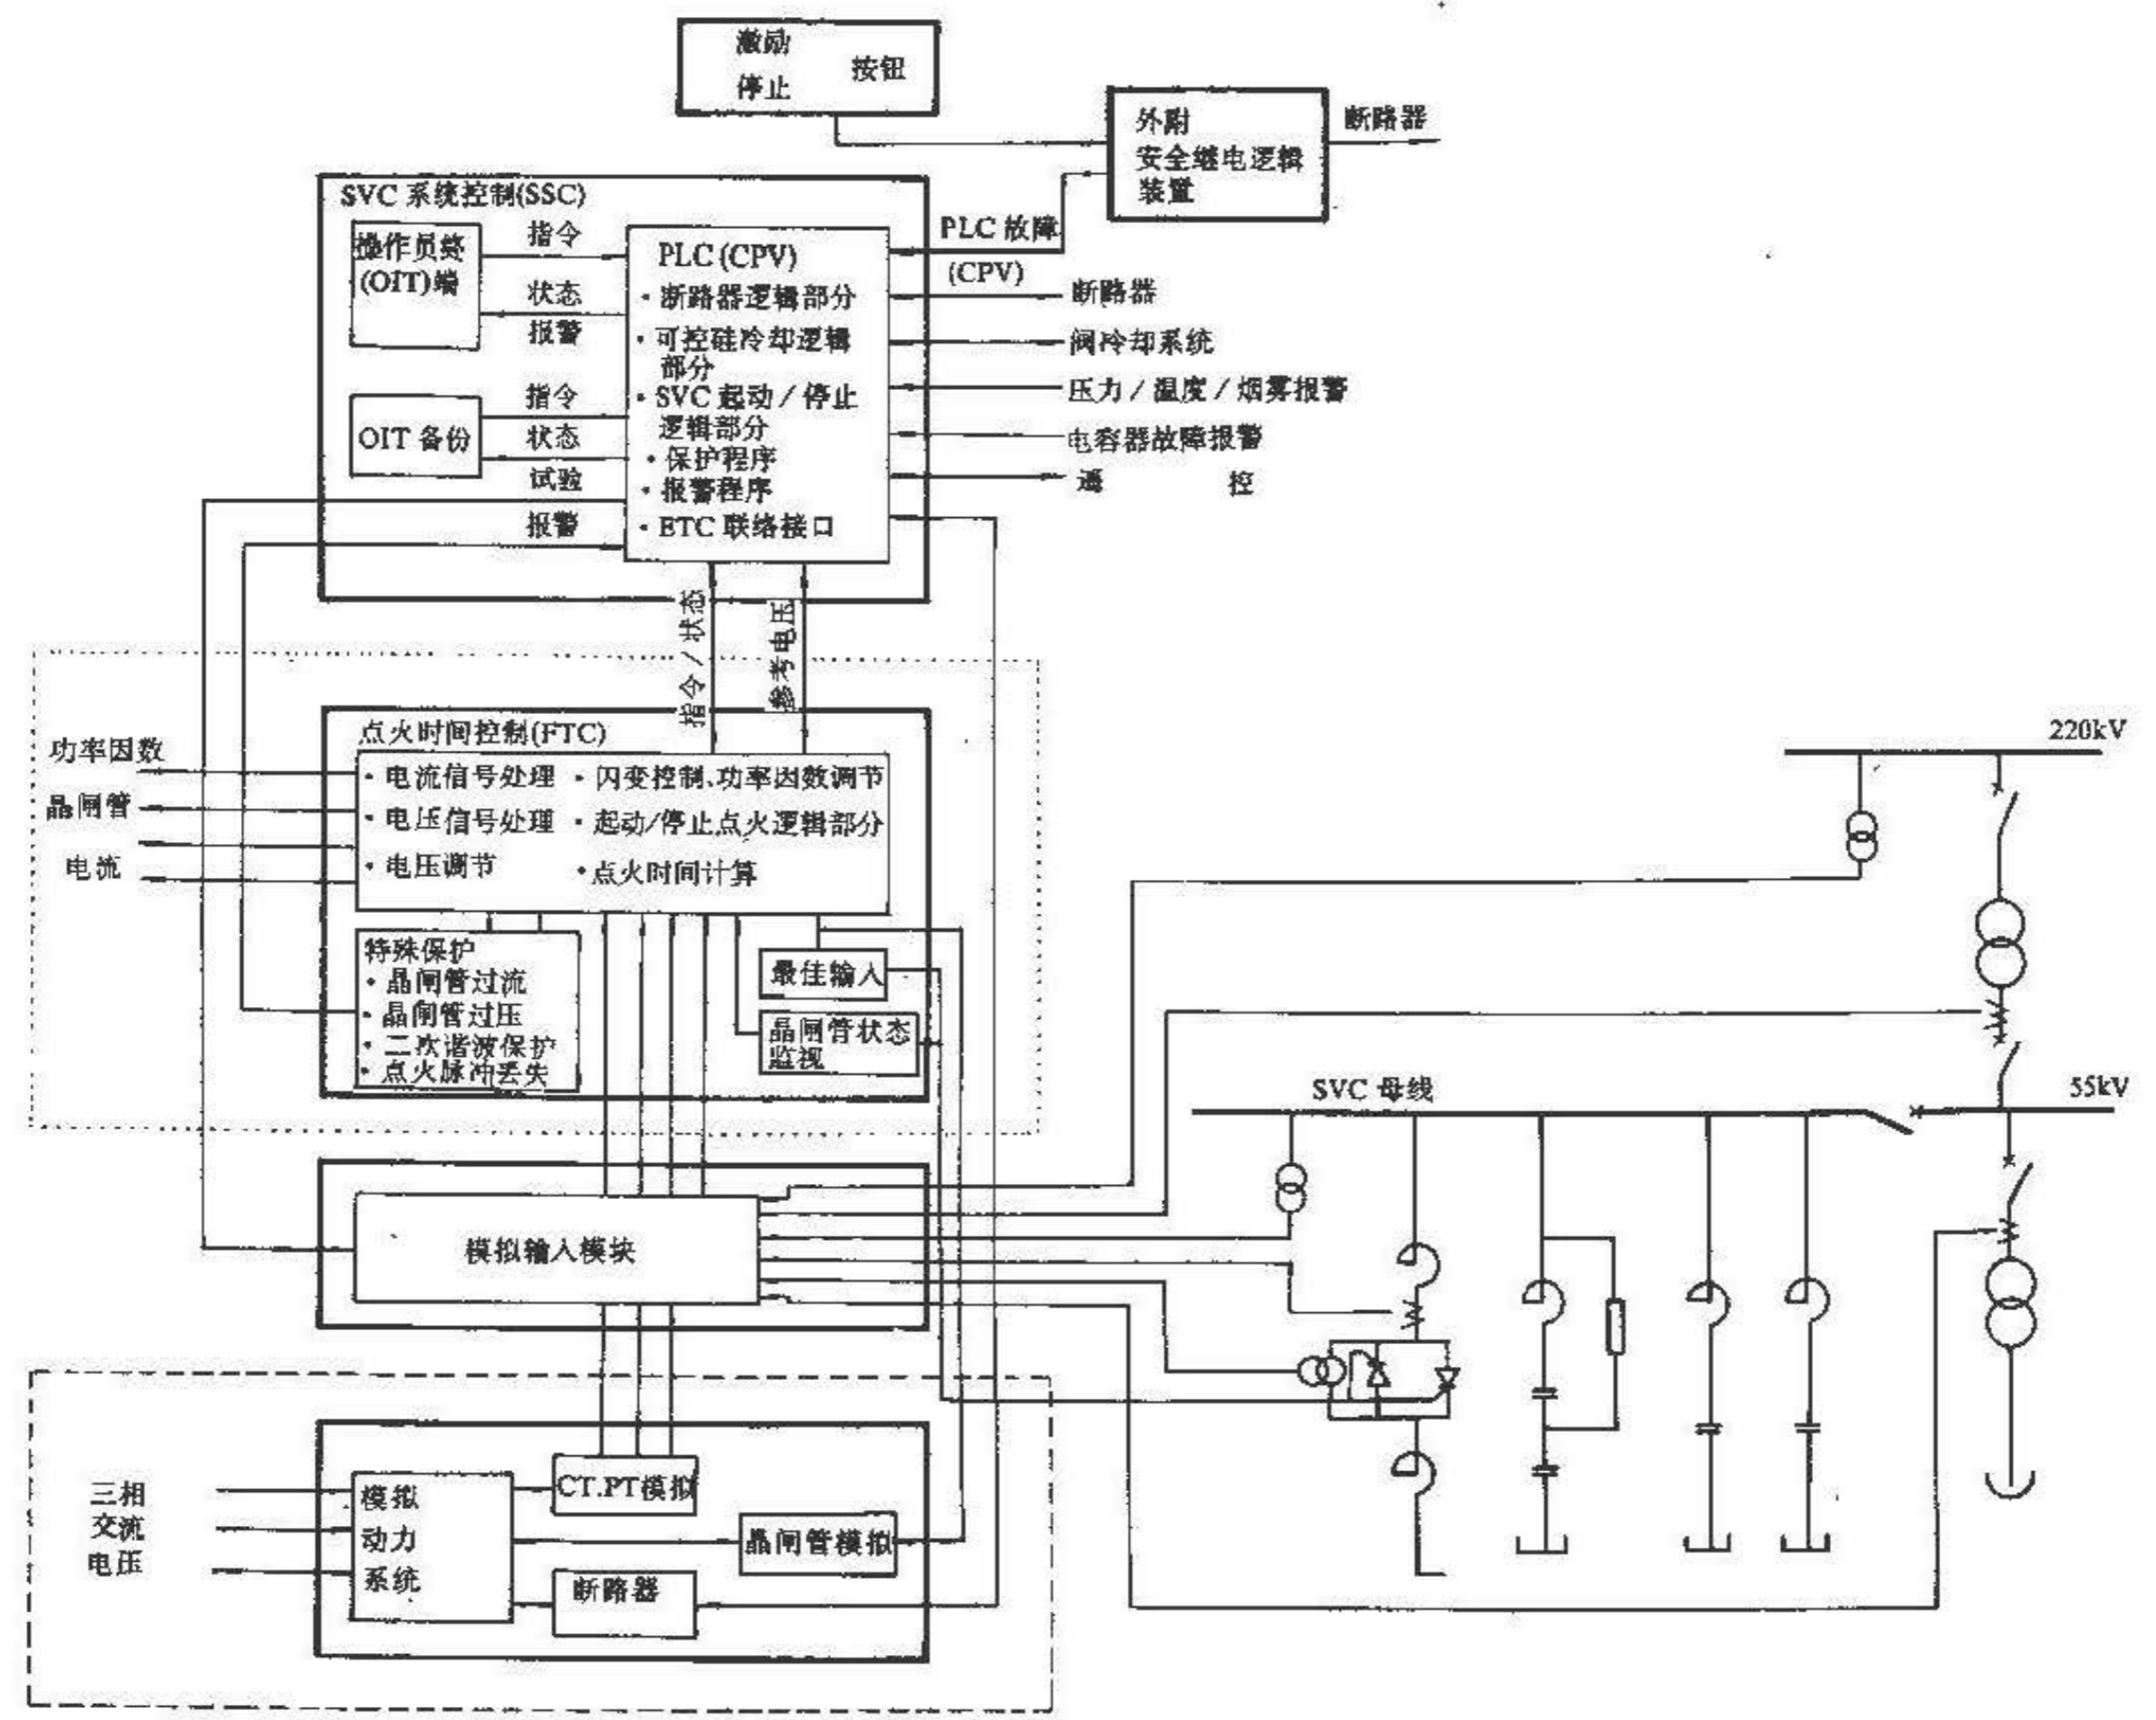 激励
停止
按钮
外附
安全继电逻辑
装置
断路器
SVC 系统控制(SSC)
操作员终
(OIT)端
指令
状态
报警
OIT 备份
指令
状态
试验
报警
PLC (CPV)
· 断路器逻辑部分
· 可控硅冷却逻辑
部分
· SVC 起动 / 停止
逻辑部分
· 保护程序
· 报警程序
· ETC 联络接口
PLC 故障
(CPV)
断路器
阀冷却系统
压力 / 温度 / 烟雾报警
电容器故障报警
遥 控
指令 / 状态
参考电压
功率因数
晶闸管
电流
点火时间控制(FTC)
· 电流信号处理
· 电压信号处理
· 电压调节
· 闪变控制、功率因数调节
· 起动/停止点火逻辑部分
· 点火时间计算
特殊保护
· 晶闸管过流
· 晶闸管过压
· 二次谐波保护
· 点火脉冲丢失
最佳输入
晶闸管状态
监视
模拟输入模块
三相
交流
电压
模拟
动力
系统
CT.PT模拟
晶闸管模拟
断路器
220kV
SVC 母线
55kV